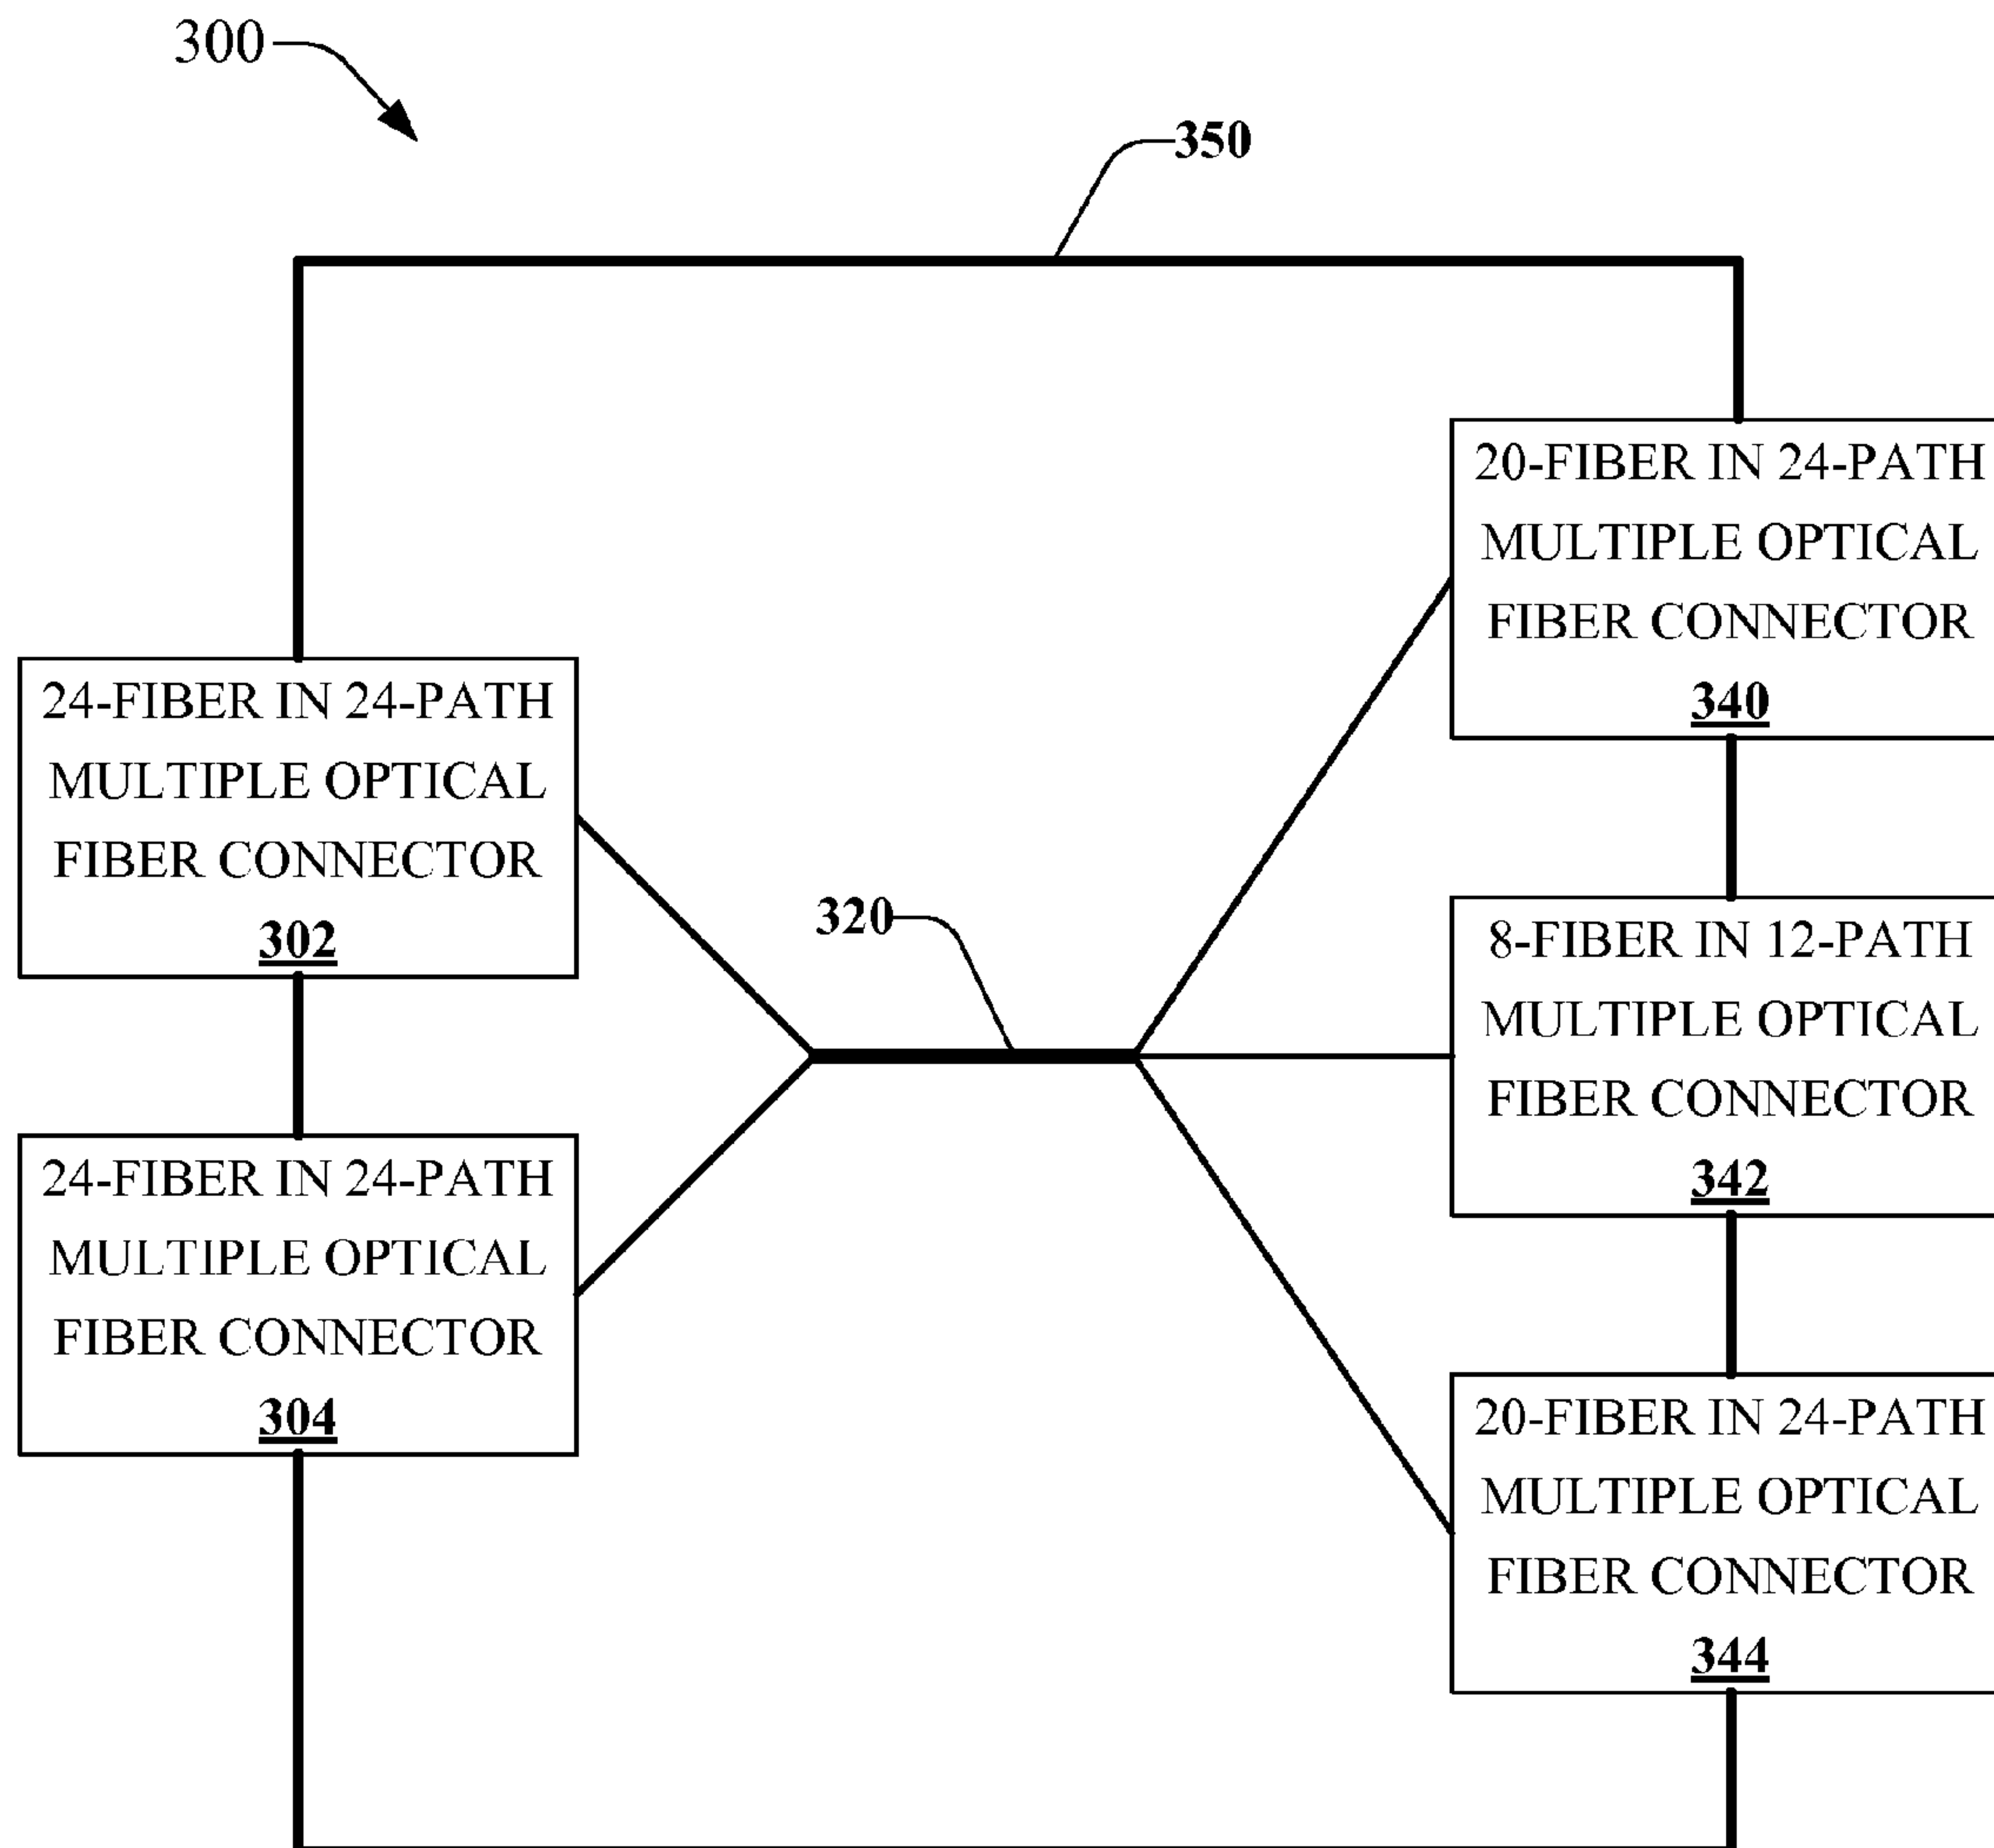 300
350
20-FIBER IN 24-PATH
MULTIPLE OPTICAL
FIBER CONNECTOR
340
24-FIBER IN 24-PATH
MULTIPLE OPTICAL
FIBER CONNECTOR
302
320
8-FIBER IN 12-PATH
MULTIPLE OPTICAL
FIBER CONNECTOR
342
24-FIBER IN 24-PATH
MULTIPLE OPTICAL
FIBER CONNECTOR
304
20-FIBER IN 24-PATH
MULTIPLE OPTICAL
FIBER CONNECTOR
344